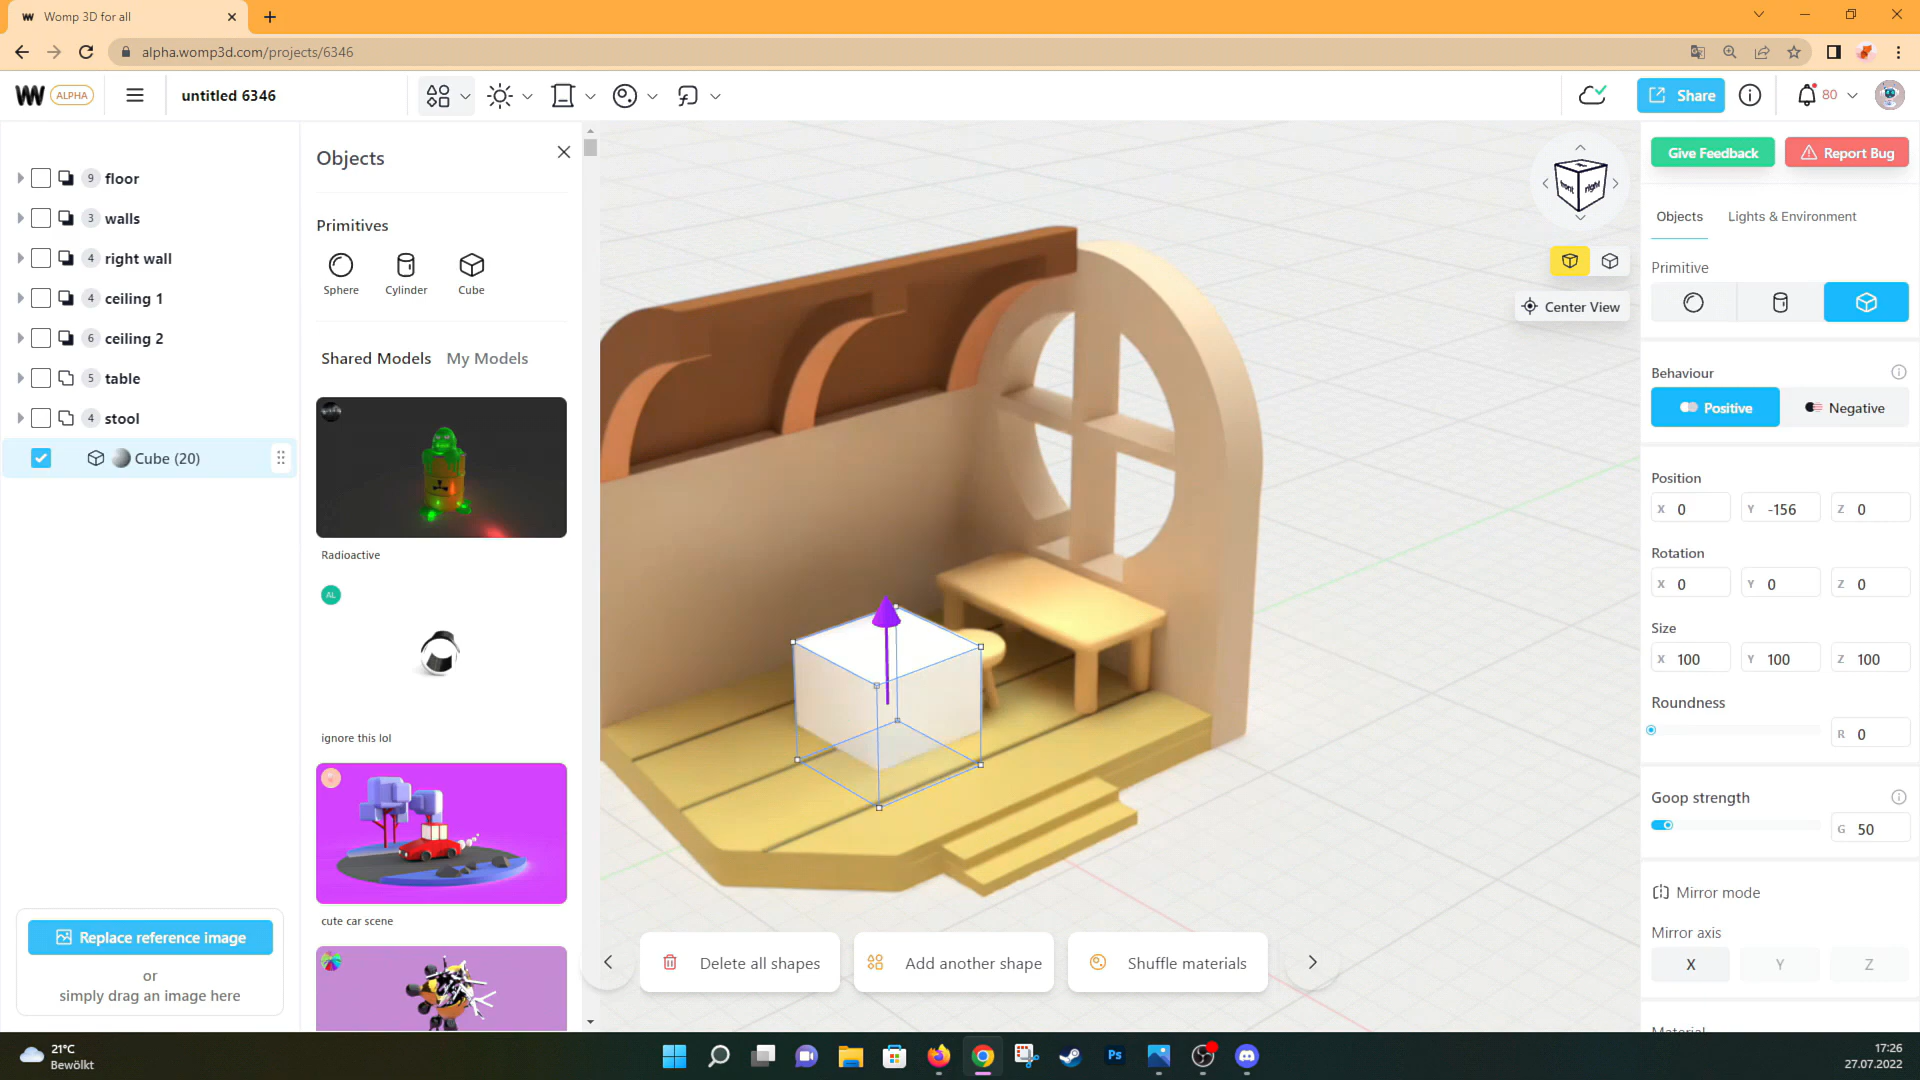 Womp 3D for all
alpha.womp3d.com/projects/6346
ALPHA
untitled 6346
Share
80
9 floor
3 walls
4 right wall
4 ceiling 1
6 ceiling 2
5 table
4 stool
Cube (20)
Replace reference image
or
simply drag an image here
Objects
Primitives
Sphere
Cylinder
Cube
Shared Models
My Models
Radioactive
AL
ignore this lol
cute car scene
front
right
Center View
Delete all shapes
Add another shape
Shuffle materials
Give Feedback
Report Bug
Objects
Lights & Environment
Primitive
Behaviour
Positive
Negative
Position
X 0
Y -156
Z 0
Rotation
X 0
Y 0
Z 0
Size
X 100
Y 100
Z 100
Roundness
R 0
Goop strength
G 50
Mirror mode
Mirror axis
X
Y
Z
Material
21°C
Bewölkt
Ps
17:26
27.07.2022